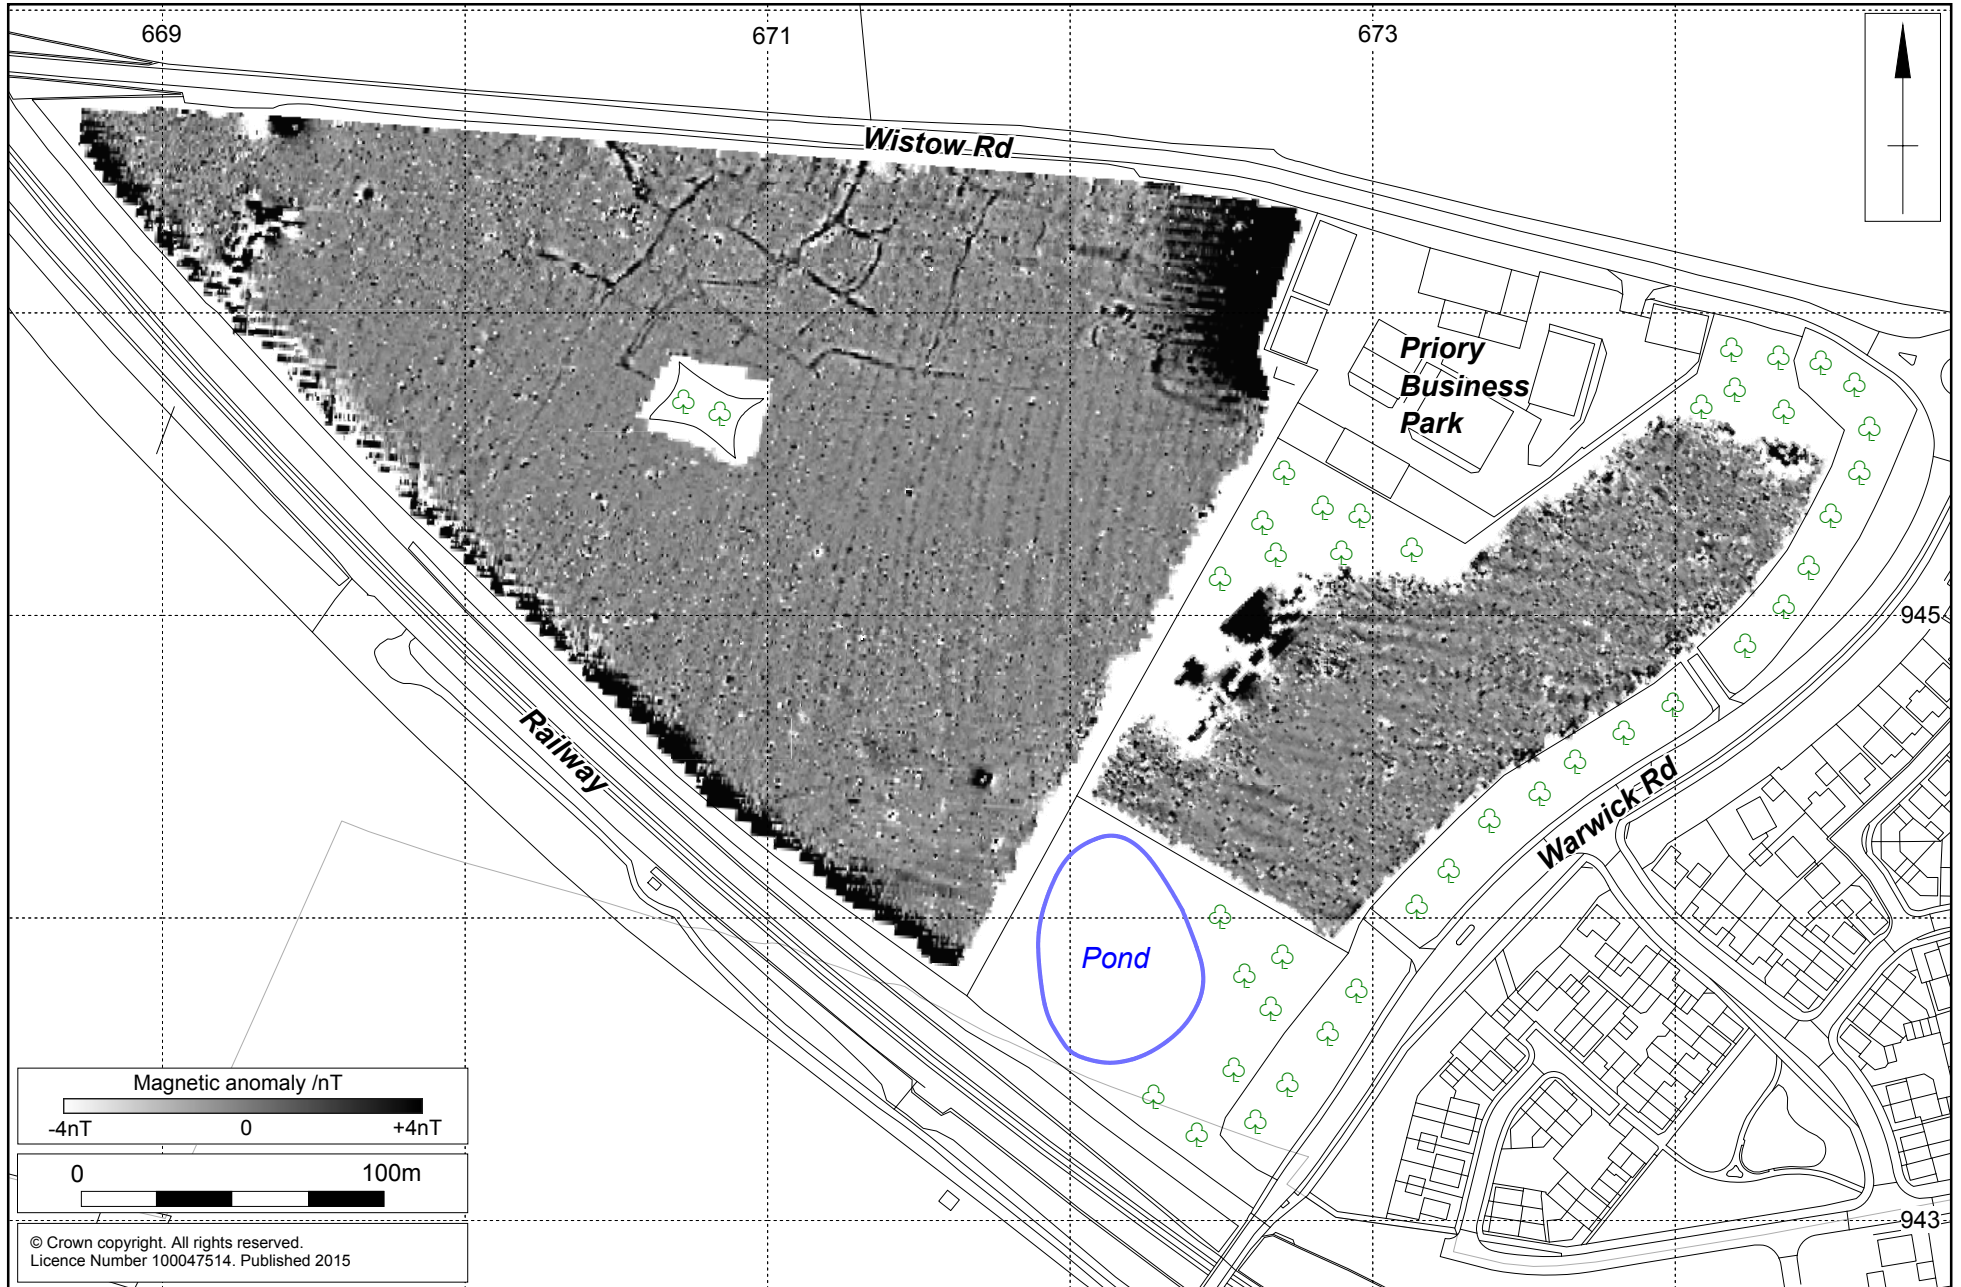 669
671
673
Wistow Rd
Priory
Business
Park
945
Railway
Warwick Rd
Pond
Magnetic anomaly /nT
-4nT 0 +4nT
0 100m
943
© Crown copyright. All rights reserved.
Licence Number 100047514. Published 2015